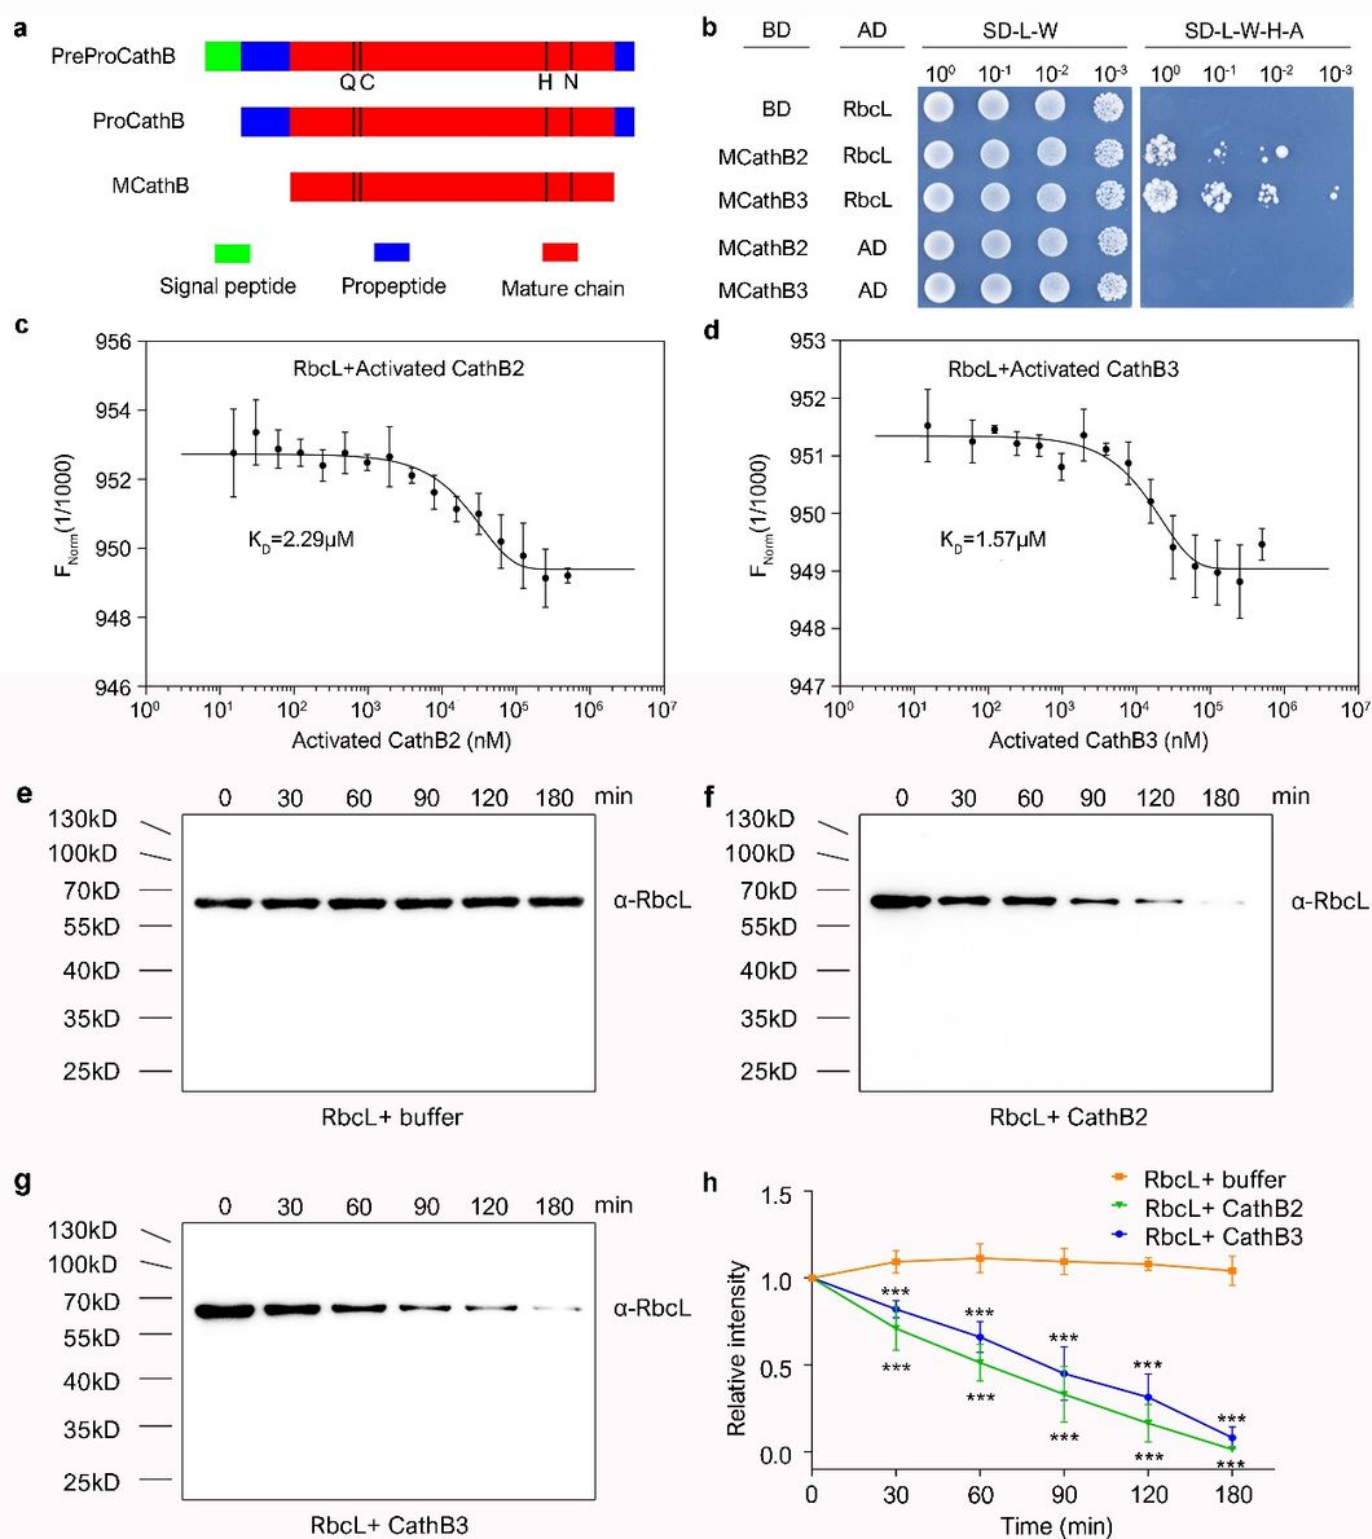 a
PreProCathB
Q C H N
ProCathB
MCathB
Signal peptide Propeptide Mature chain
b BD AD SD-L-W SD-L-W-H-A
10⁰ 10⁻¹ 10⁻² 10⁻³ 10⁰ 10⁻¹ 10⁻² 10⁻³
BD RbcL
MCathB2 RbcL
MCathB3 RbcL
MCathB2 AD
MCathB3 AD
c
956
954
952
950
948
946
F_Norm(1/1000)
RbcL+Activated CathB2
K_D=2.29μM
10⁰ 10¹ 10² 10³ 10⁴ 10⁵ 10⁶ 10⁷
Activated CathB2 (nM)
d
953
952
951
950
949
948
947
F_Norm(1/1000)
RbcL+Activated CathB3
K_D=1.57μM
10⁰ 10¹ 10² 10³ 10⁴ 10⁵ 10⁶ 10⁷
Activated CathB3 (nM)
e 0 30 60 90 120 180 min
130kD
100kD
70kD
α-RbcL
55kD
40kD
35kD
25kD
RbcL+ buffer
f 0 30 60 90 120 180 min
130kD
100kD
70kD
α-RbcL
55kD
40kD
35kD
25kD
RbcL+ CathB2
g 0 30 60 90 120 180 min
130kD
100kD
70kD
α-RbcL
55kD
40kD
35kD
25kD
RbcL+ CathB3
h
RbcL+ buffer
RbcL+ CathB2
RbcL+ CathB3
1.5
1.0
0.5
0.0
Relative intensity
*** *** *** *** ***
*** *** *** *** ***
0 30 60 90 120 180
Time (min)